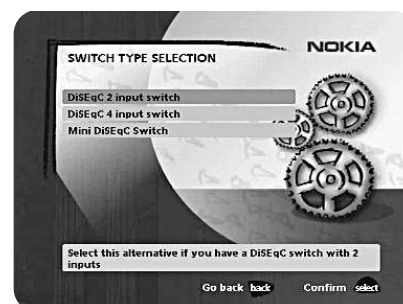 NOKIA
SWITCH TYPE SELECTION
DiSEqC 2 input switch
DiSEqC 4 input switch
Mini DiSEqC Switch
Select this alternative if you have a DiSEqC switch with 2
inputs
Go back back Confirm select